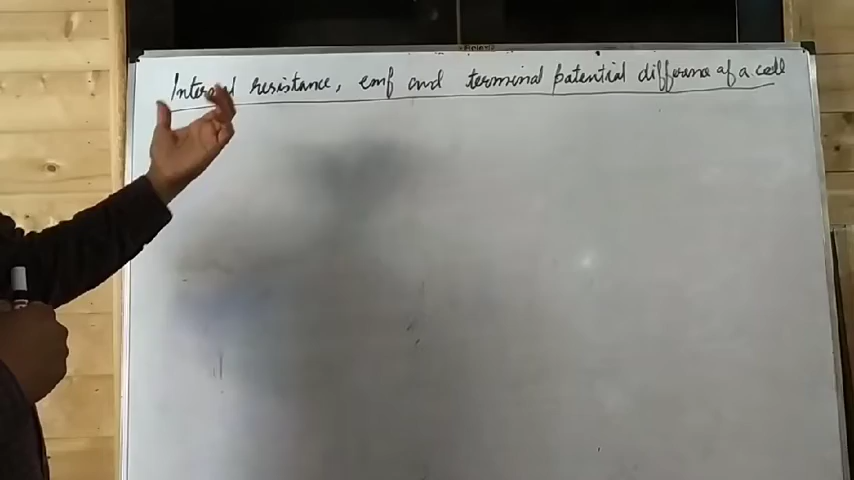 Internal resistance, emf and terminal potential difference of a cell